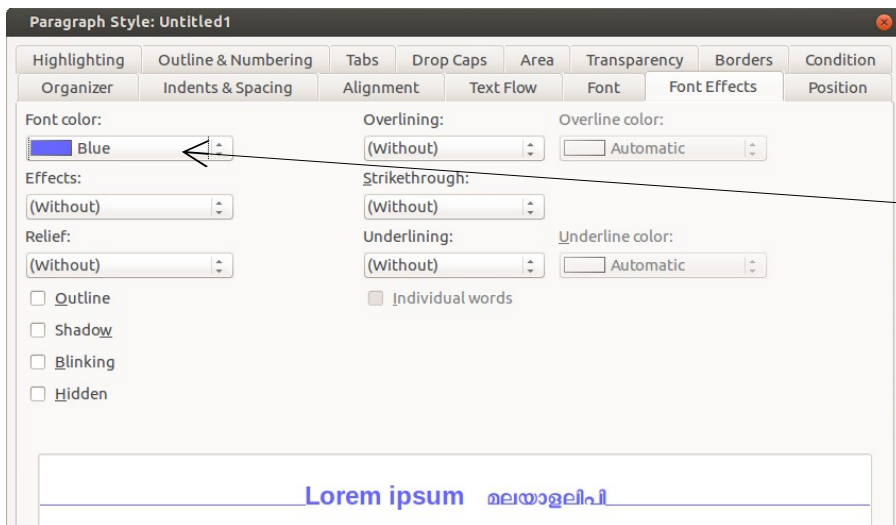 Paragraph Style: Untitled1
Highlighting Outline & Numbering Tabs Drop Caps Area Transparency Borders Condition
Organizer Indents & Spacing Alignment Text Flow Font Font Effects Position
Font color: Overlining: Overline color:
Blue (Without) Automatic
Effects: Strikethrough:
(Without) (Without)
Relief: Underlining: Underline color:
(Without) (Without) Automatic
Outline Individual words
Shadow
Blinking
Hidden
Lorem ipsum മലയാളലിപി